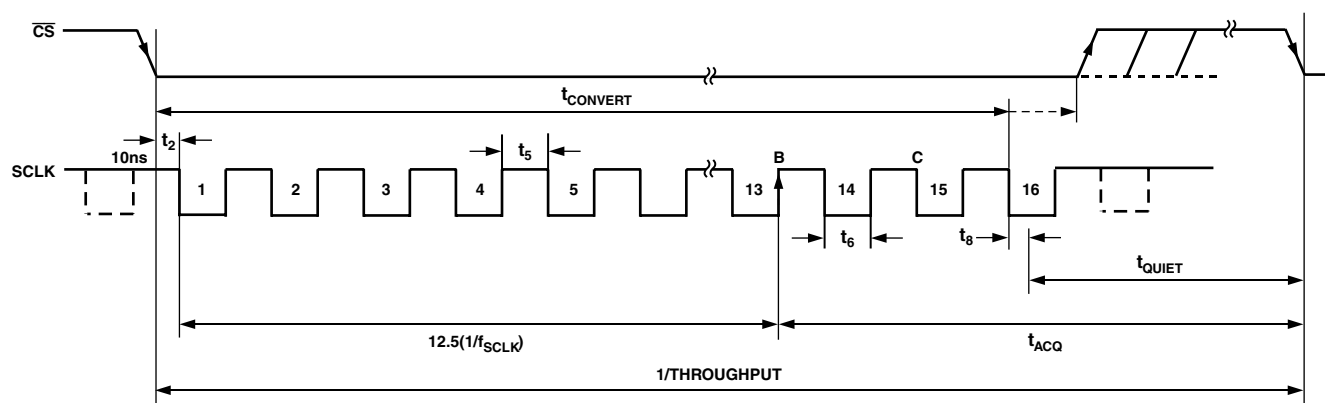 CS
tCONVERT
t2
10ns
t5
SCLK
B
C
1
2
3
4
5
13
14
15
16
t6
t8
tQUIET
12.5(1/fSCLK)
tACQ
1/THROUGHPUT